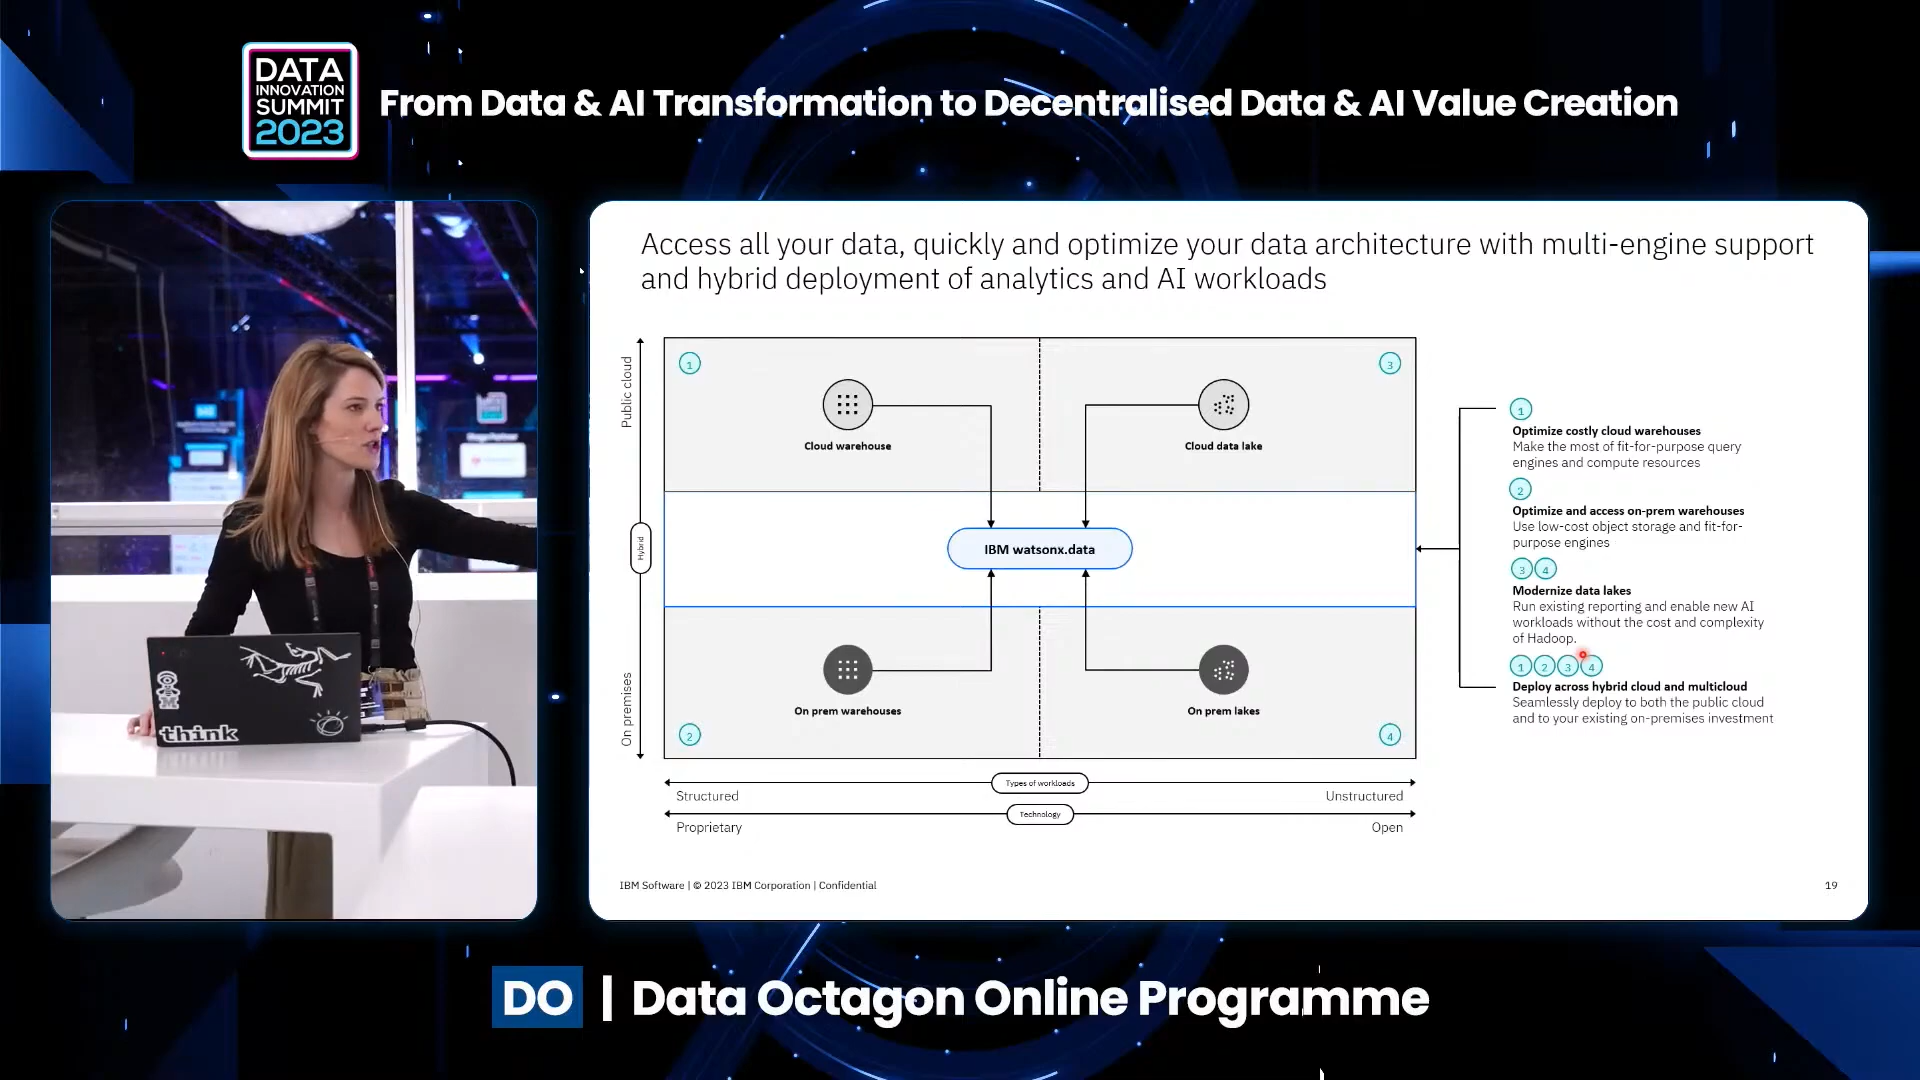 DATA
INNOVATION
SUMMIT
2023
From Data & AI Transformation to Decentralised Data & AI Value Creation
think
Access all your data, quickly and optimize your data architecture with multi-engine support
and hybrid deployment of analytics and AI workloads
Public cloud
Hybrid
On premises
1
Cloud warehouse
3
Cloud data lake
IBM watsonx.data
On prem warehouses
2
On prem lakes
4
Types of workloads
Structured
Unstructured
Technology
Proprietary
Open
1
Optimize costly cloud warehouses
Make the most of fit-for-purpose query
engines and compute resources
2
Optimize and access on-prem warehouses
Use low-cost object storage and fit-for-
purpose engines
3 4
Modernize data lakes
Run existing reporting and enable new AI
workloads without the cost and complexity
of Hadoop.
1 2 3 4
Deploy across hybrid cloud and multicloud
Seamlessly deploy to both the public cloud
and to your existing on-premises investment
IBM Software | © 2023 IBM Corporation | Confidential
19
DO | Data Octagon Online Programme